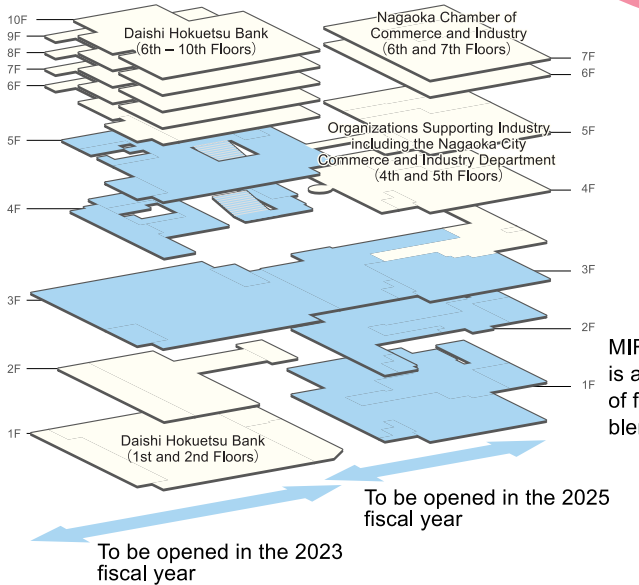 10F
9F
8F
7F
6F
5F
4F
3F
2F
1F
Daishi Hokuetsu Bank
(6th – 10th Floors)
Nagaoka Chamber of
Commerce and Industry
(6th and 7th Floors)
7F
6F
5F
4F
3F
2F
1F
Organizations Supporting Industry
including the Nagaoka City
Commerce and Industry Department
(4th and 5th Floors)
Daishi Hokuetsu Bank
(1st and 2nd Floors)
is a
of f
To be opened in the 2025
fiscal year
To be opened in the 2023
fiscal year